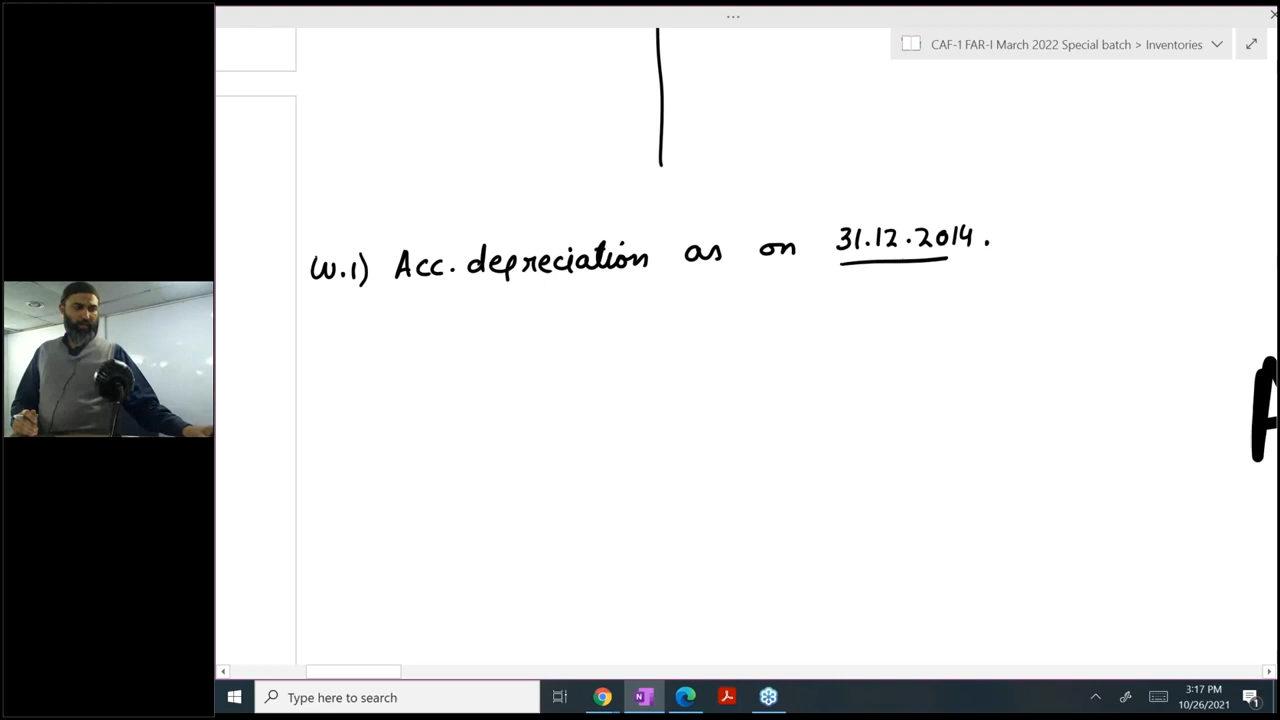 CAF-1 FAR-I March 2022 Special batch > Inventories
W.1) Acc. depreciation as on 31.12.2014.
Type here to search
3:17 PM
10/26/2021